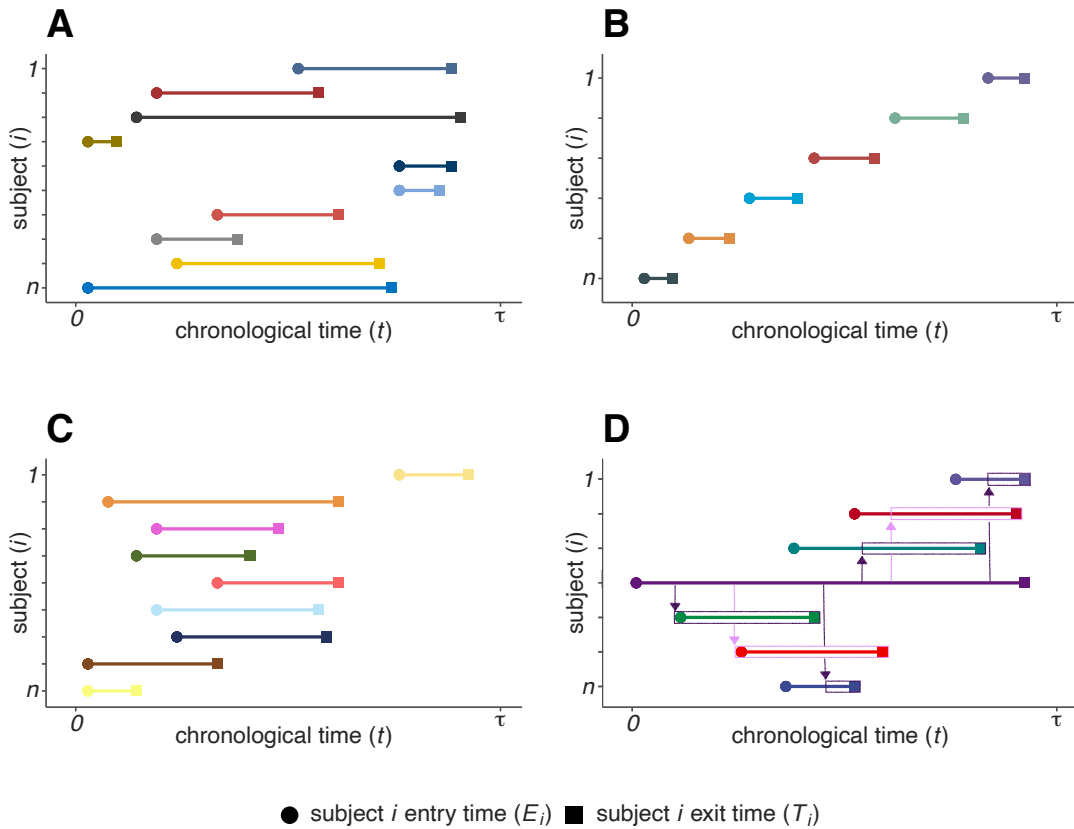 A
1
subject (i)
n
0
τ
chronological time (t)
B
1
subject (i)
n
0
τ
chronological time (t)
C
1
subject (i)
n
0
τ
chronological time (t)
D
1
subject (i)
n
0
τ
chronological time (t)
subject i entry time (Ei) subject i exit time (Ti)